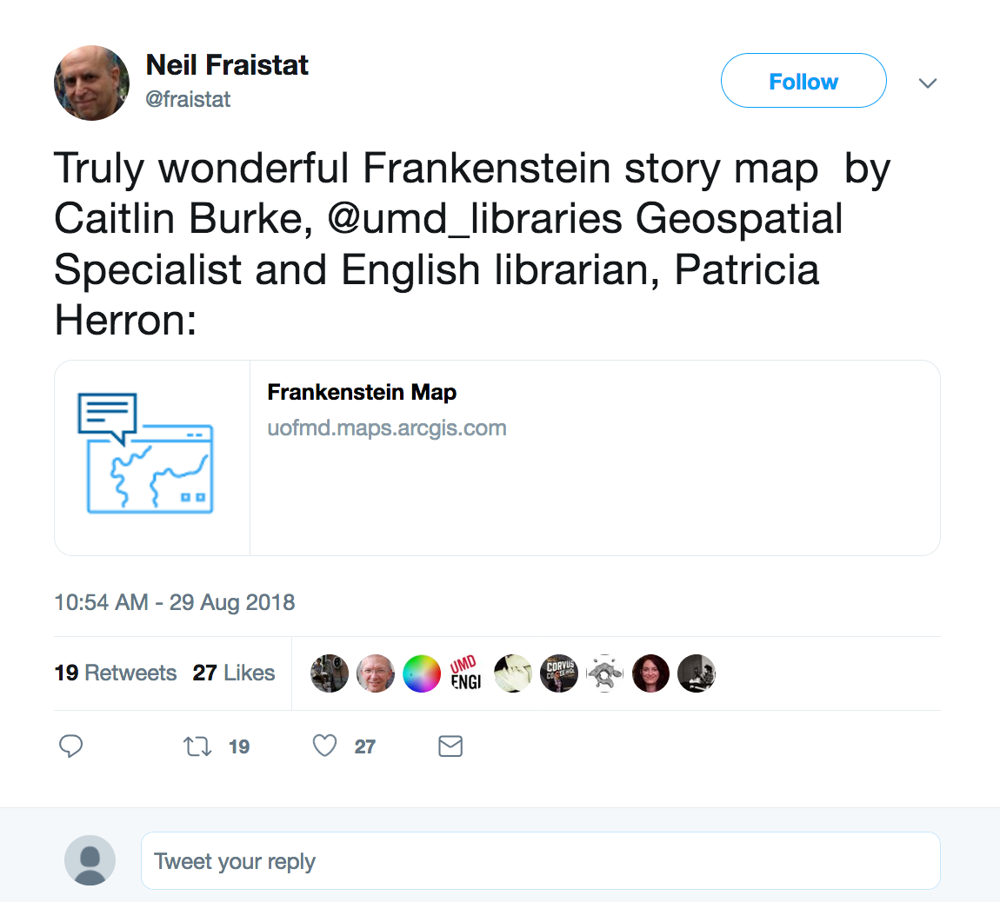 Neil Fraistat
@fraistat
Follow
Truly wonderful Frankenstein story map  by
Caitlin Burke, @umd_libraries Geospatial
Specialist and English librarian, Patricia
Herron:
Frankenstein Map
uofmd.maps.arcgis.com
10:54 AM - 29 Aug 2018
19 Retweets 27 Likes
UMD
ENGl
CORVUS
19 27
Tweet your reply